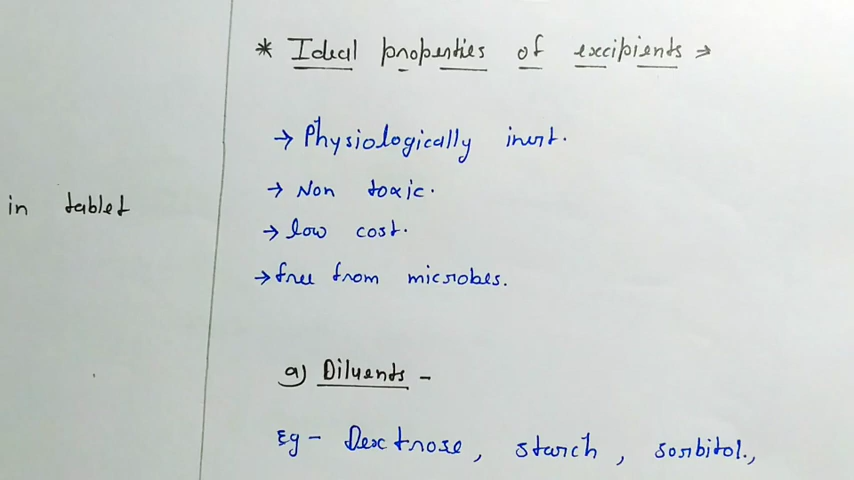 * Ideal properties of excipients ⇒
→ Physiologically inert.
in tablet
→ Non toxic.
→ low cost.
→ free from microbes.
a) Diluents -
Eg - Dextrose, starch, sorbitol.,